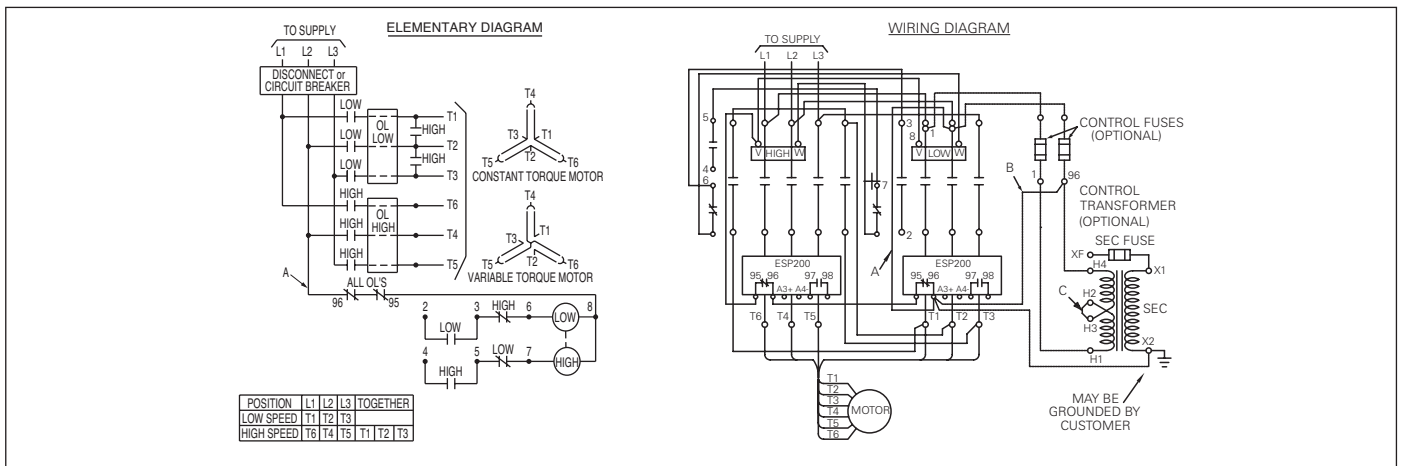 ELEMENTARY DIAGRAM
TO SUPPLY
L1 L2 L3
DISCONNECT or
CIRCUIT BREAKER
LOW
LOW
LOW
HIGH
HIGH
HIGH
OL
LOW
OL
HIGH
T1
HIGH
T2
HIGH
T3
T6
T4
T5
T4
T3 T1
T2
T5 T6
CONSTANT TORQUE MOTOR
T4
T3 T1
T2
T5 T6
VARIABLE TORQUE MOTOR
A
ALL OL'S
96 95
2 3 HIGH 6 LOW 8
LOW
4 5 LOW 7 HIGH
HIGH
POSITION L1 L2 L3 TOGETHER
LOW SPEED T1 T2 T3
HIGH SPEED T6 T4 T5 T1 T2 T3
WIRING DIAGRAM
TO SUPPLY
L1 L2 L3
5
4
6
V HIGH W
7
3
8 1
V LOW W
2
A
ESP200
95 96 97 98
A3+ A4-
T6 T4 T5
ESP200
95 96 97 98
A3+ A4-
T1 T2 T3
T1
T2
T3
T4
T5
T6
MOTOR
CONTROL FUSES
(OPTIONAL)
B
1 96
CONTROL
TRANSFORMER
(OPTIONAL)
SEC FUSE
XF
H4 X1
H2
C
H3
SEC
H1 X2
MAY BE
GROUNDED BY
CUSTOMER